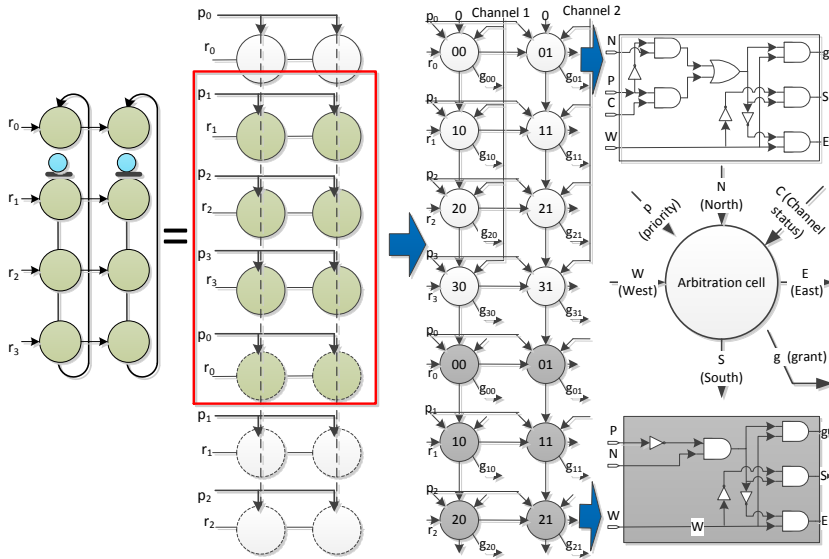 r0
r1
r2
r3
=
p0
r0
p1
r1
p2
r2
p3
r3
p0
r0
p1
r1
p2
r2
0 Channel 1 0 Channel 2
p0
r0 00 01
g00 g01
p1
r1 10 11
g10 g11
p2
r2 20 21
g20 g21
p3
r3 30 31
g30 g31
p0
r0 00 01
g00 g01
p1
r1 10 11
g10 g11
p2
r2 20 21
g20 g21
N
P
C
W
g
S
E
N
(North)
p
(priority)
C (Channel
status)
W
(West)
Arbitration cell
E
(East)
S
(South)
g (grant)
P
N
W
W
g
S
E